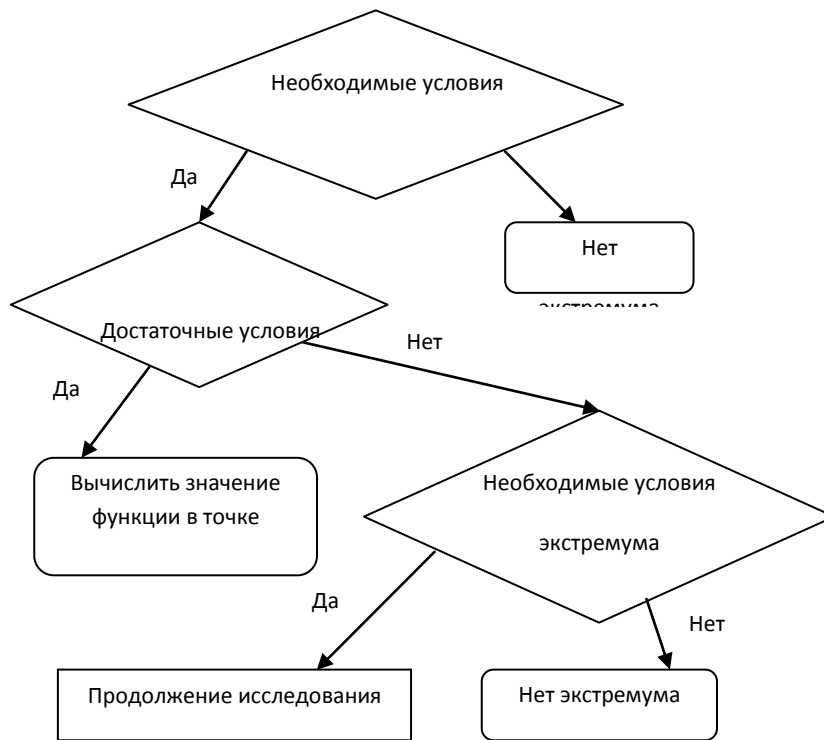 Необходимые условия
Да
Нет
Достаточные условия
Нет
Да
Вычислить значение
функции в точке
Необходимые условия
экстремума
Да
Нет
Продолжение исследования
Нет экстремума